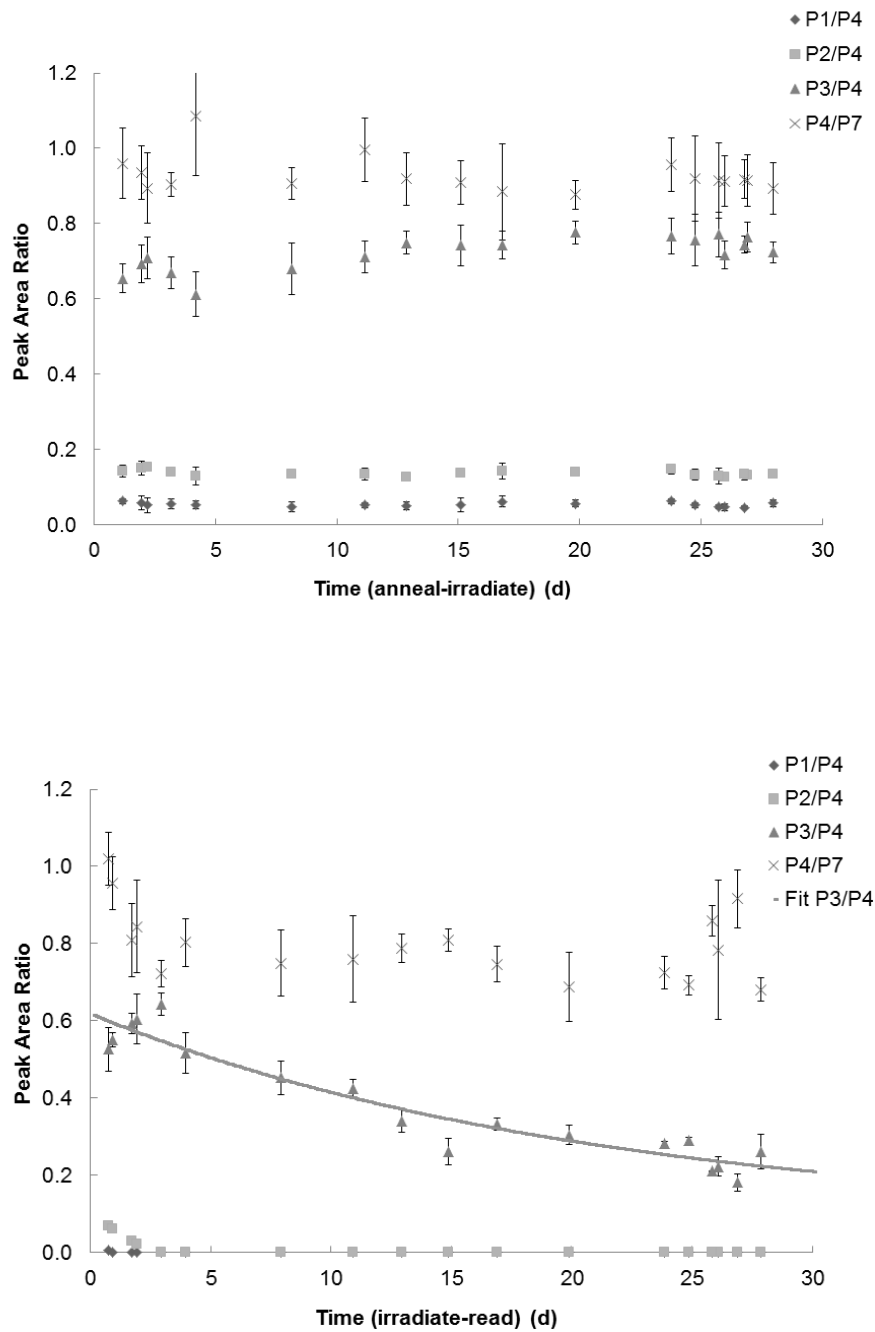 P1/P4
P2/P4
P3/P4
P4/P7
1.2
1.0
0.8
0.6
0.4
0.2
0.0
Peak Area Ratio
0 5 10 15 20 25 30
Time (anneal-irradiate) (d)
P1/P4
P2/P4
P3/P4
P4/P7
Fit P3/P4
1.2
1.0
0.8
0.6
0.4
0.2
0.0
Peak Area Ratio
0 5 10 15 20 25 30
Time (irradiate-read) (d)